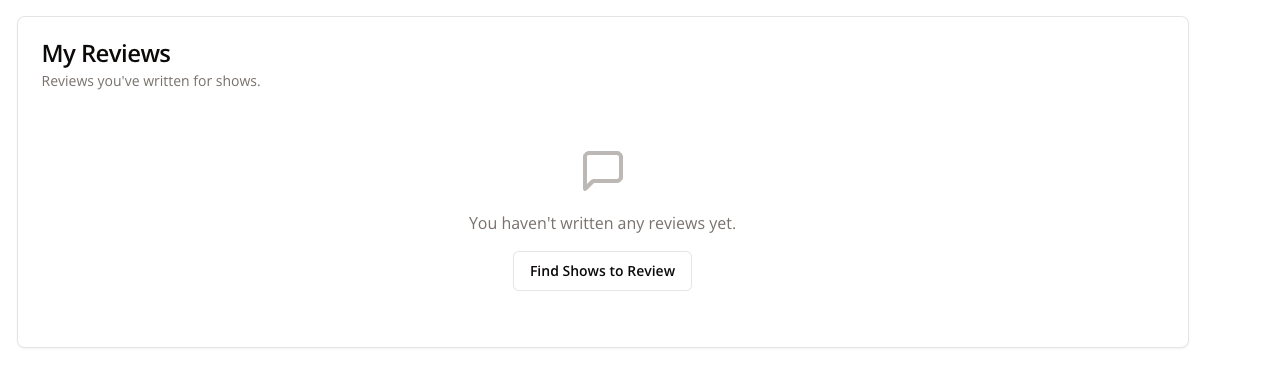 My Reviews
Reviews you've written for shows.
You haven't written any reviews yet.
Find Shows to Review